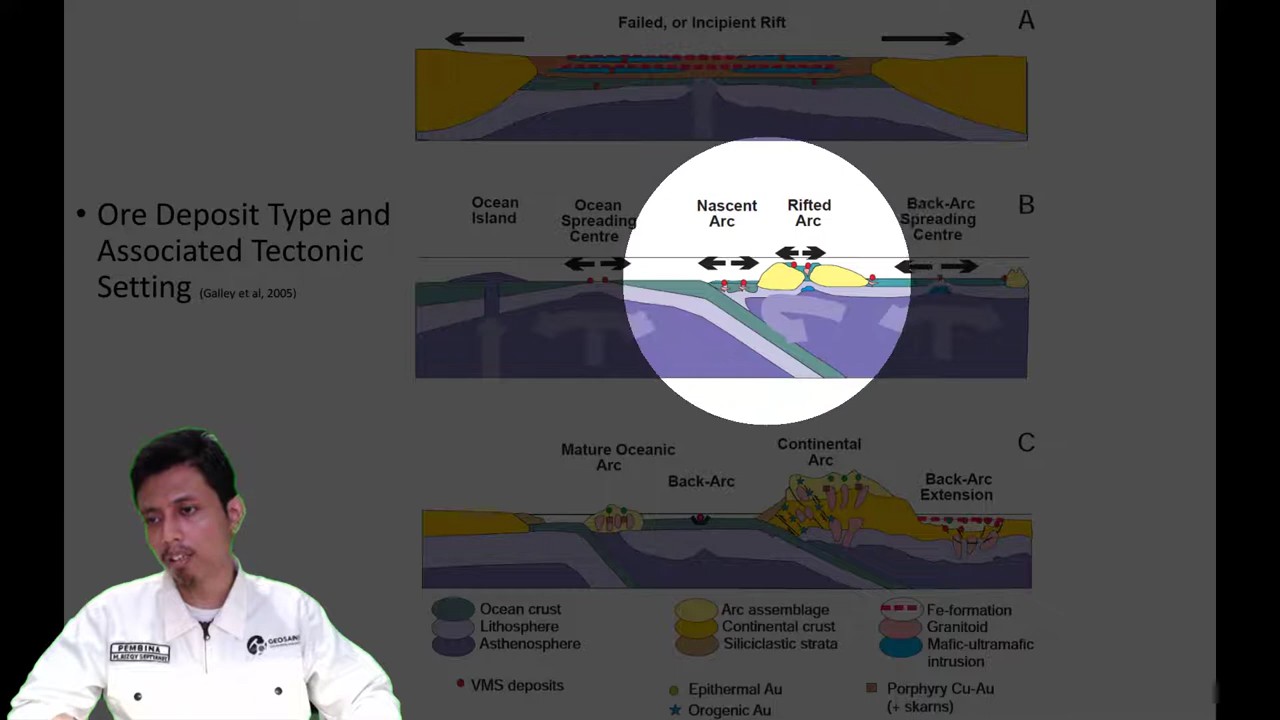 Failed, or Incipient Rift
A
• Ore Deposit Type and
Associated Tectonic
Setting (Galley et al, 2005)
Ocean
Island
Ocean
Spreading
Centre
Nascent
Arc
Rifted
Arc
Back-Arc
Spreading
Centre
B
Mature Oceanic
Arc
Back-Arc
Continental
Arc
Back-Arc
Extension
C
Ocean crust
Lithosphere
Asthenosphere
Arc assemblage
Continental crust
Siliciclastic strata
Fe-formation
Granitoid
Mafic-ultramafic
intrusion
VMS deposits
Epithermal Au
Orogenic Au
Porphyry Cu-Au
(+ skarns)
PEMBINA